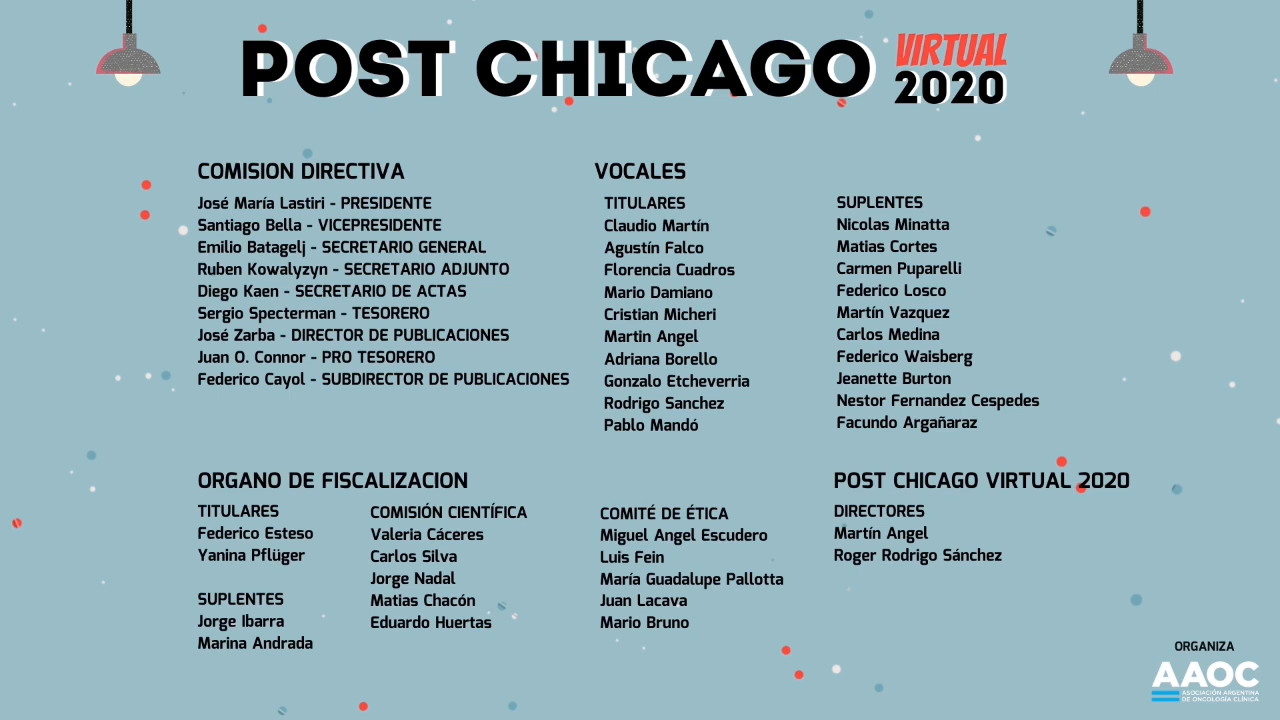 POST CHICAGO VIRTUAL 2020
COMISION DIRECTIVA
José María Lastiri - PRESIDENTE
Santiago Bella - VICEPRESIDENTE
Emilio Batagelj - SECRETARIO GENERAL
Ruben Kowalyzyn - SECRETARIO ADJUNTO
Diego Kaen - SECRETARIO DE ACTAS
Sergio Specterman - TESORERO
José Zarba - DIRECTOR DE PUBLICACIONES
Juan O. Connor - PRO TESORERO
Federico Cayol - SUBDIRECTOR DE PUBLICACIONES
VOCALES
TITULARES
Claudio Martín
Agustín Falco
Florencia Cuadros
Mario Damiano
Cristian Micheri
Martin Angel
Adriana Borello
Gonzalo Etcheverria
Rodrigo Sanchez
Pablo Mandó
SUPLENTES
Nicolas Minatta
Matias Cortes
Carmen Puparelli
Federico Losco
Martín Vazquez
Carlos Medina
Federico Waisberg
Jeanette Burton
Nestor Fernandez Cespedes
Facundo Argañaraz
ORGANO DE FISCALIZACION
TITULARES
Federico Esteso
Yanina Pflüger
SUPLENTES
Jorge Ibarra
Marina Andrada
COMISIÓN CIENTÍFICA
Valeria Cáceres
Carlos Silva
Jorge Nadal
Matias Chacón
Eduardo Huertas
COMITÉ DE ÉTICA
Miguel Angel Escudero
Luis Fein
María Guadalupe Pallotta
Juan Lacava
Mario Bruno
POST CHICAGO VIRTUAL 2020
DIRECTORES
Martín Angel
Roger Rodrigo Sánchez
ORGANIZA
AAOC
ASOCIACIÓN ARGENTINA
DE ONCOLOGÍA CLÍNICA